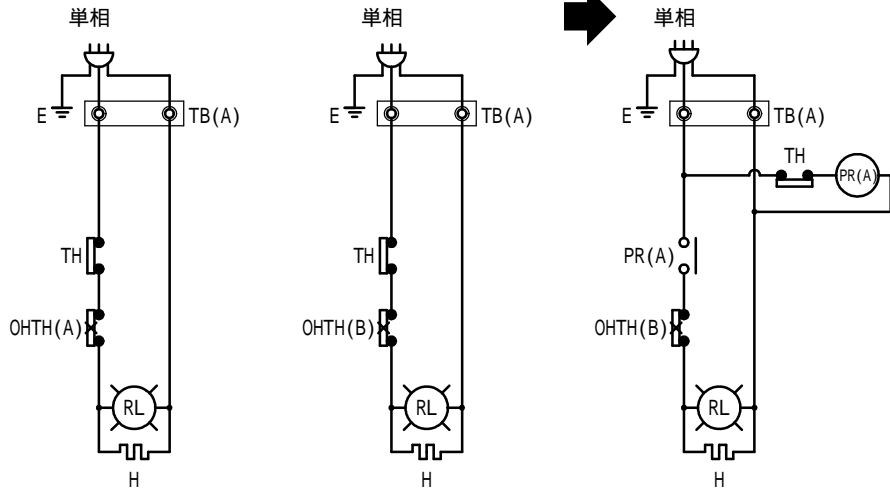 単相
E
TB(A)
TH
OHTH(A)
RL
H
単相
E
TB(A)
TH
OHTH(B)
RL
H
単相
E
TB(A)
TH
PR(A)
PR(A)
OHTH(B)
RL
H